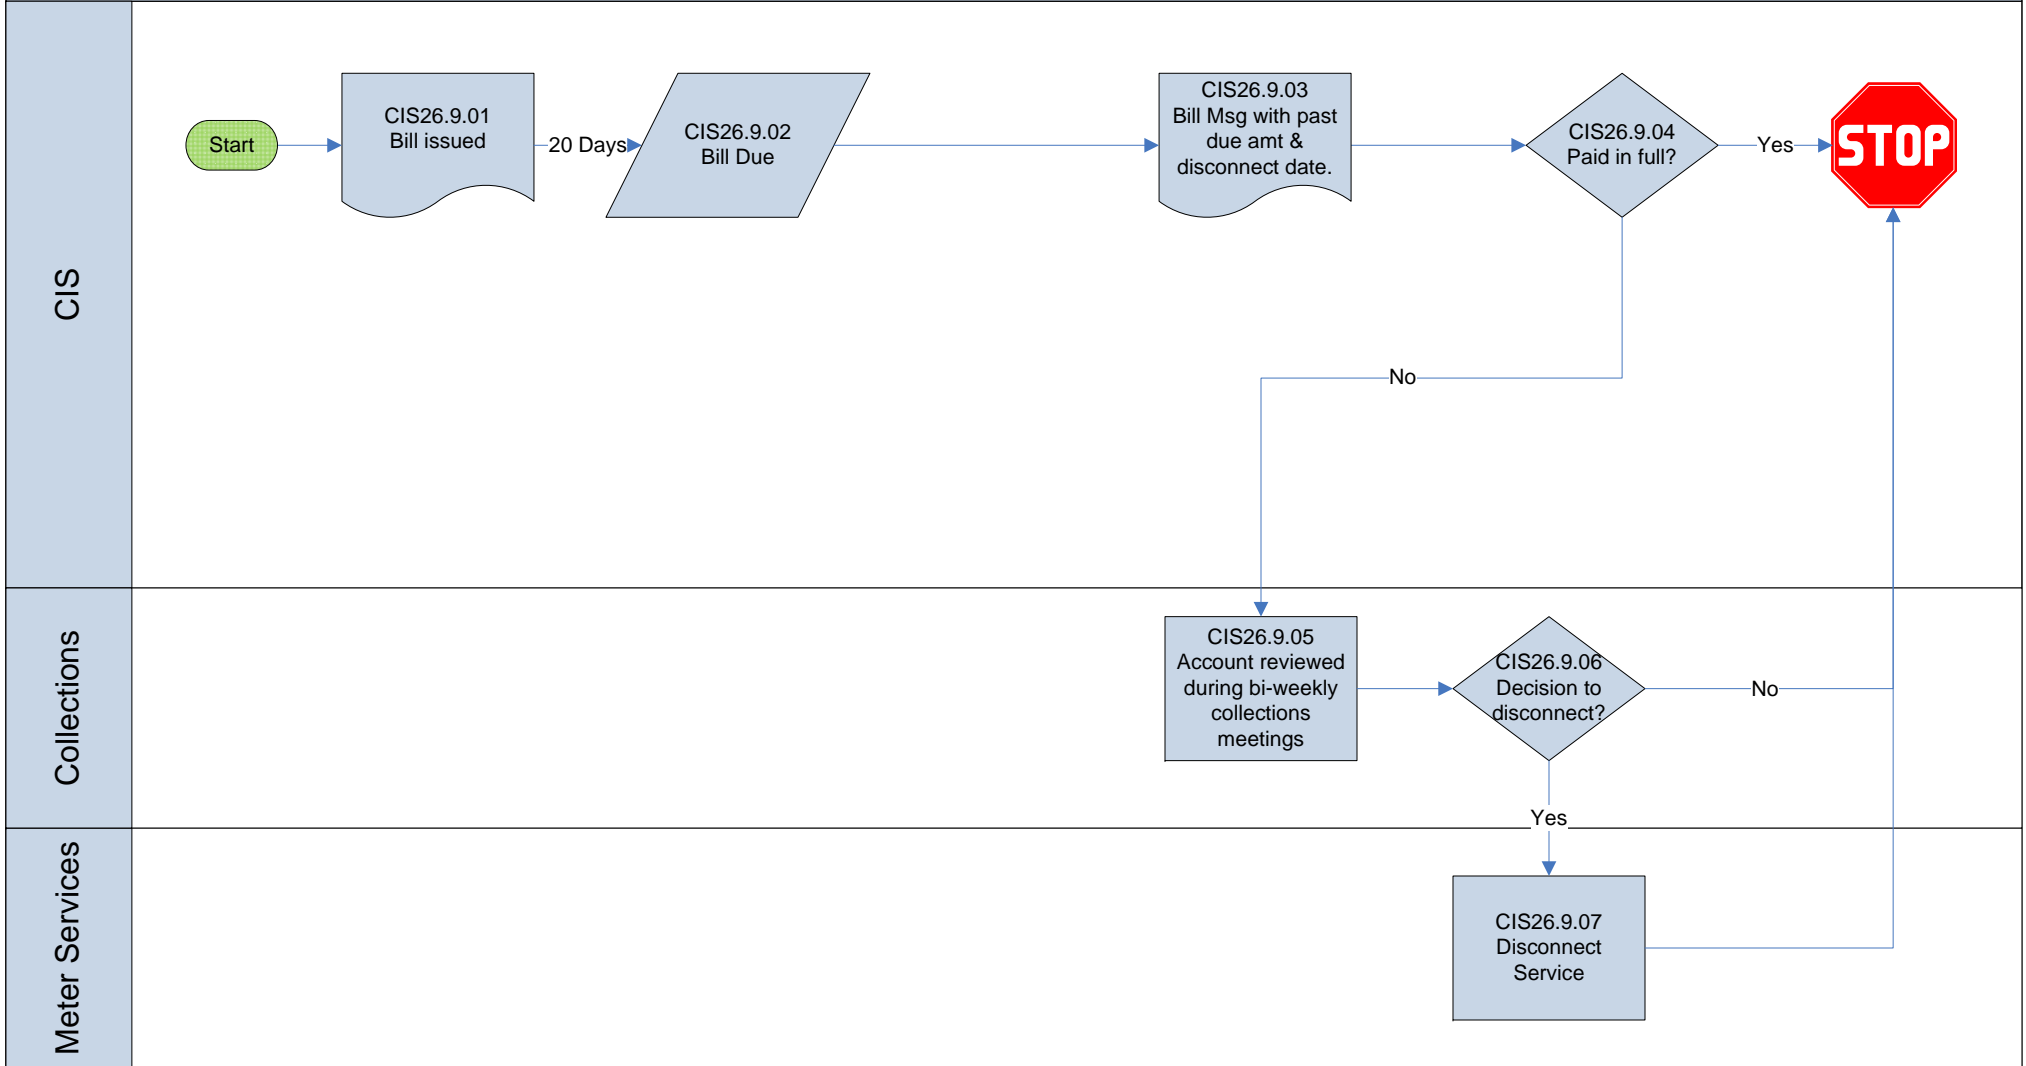 CIS
Start
CIS26.9.01
Bill issued
20 Days
CIS26.9.02
Bill Due
CIS26.9.03
Bill Msg with past
due amt &
disconnect date.
CIS26.9.04
Paid in full?
Yes
STOP
No
Collections
CIS26.9.05
Account reviewed
during bi-weekly
collections
meetings
CIS26.9.06
Decision to
disconnect?
No
Yes
Meter Services
CIS26.9.07
Disconnect
Service